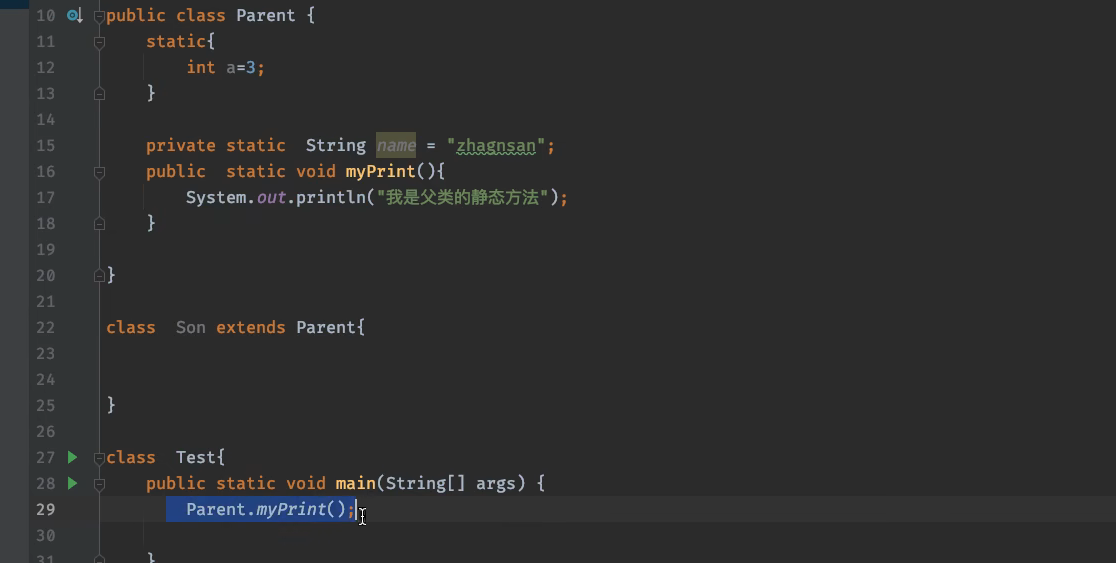 10 public class Parent {
11 static{
12 int a=3;
13 }
14
15 private static  String name = "zhagnsan";
16 public  static void myPrint(){
17 System.out.println("我是父类的静态方法");
18 }
19
20 }
21
22 class  Son extends Parent{
23
24
25 }
26
27 class  Test{
28 public static void main(String[] args) {
29 Parent.myPrint();
30
31 }